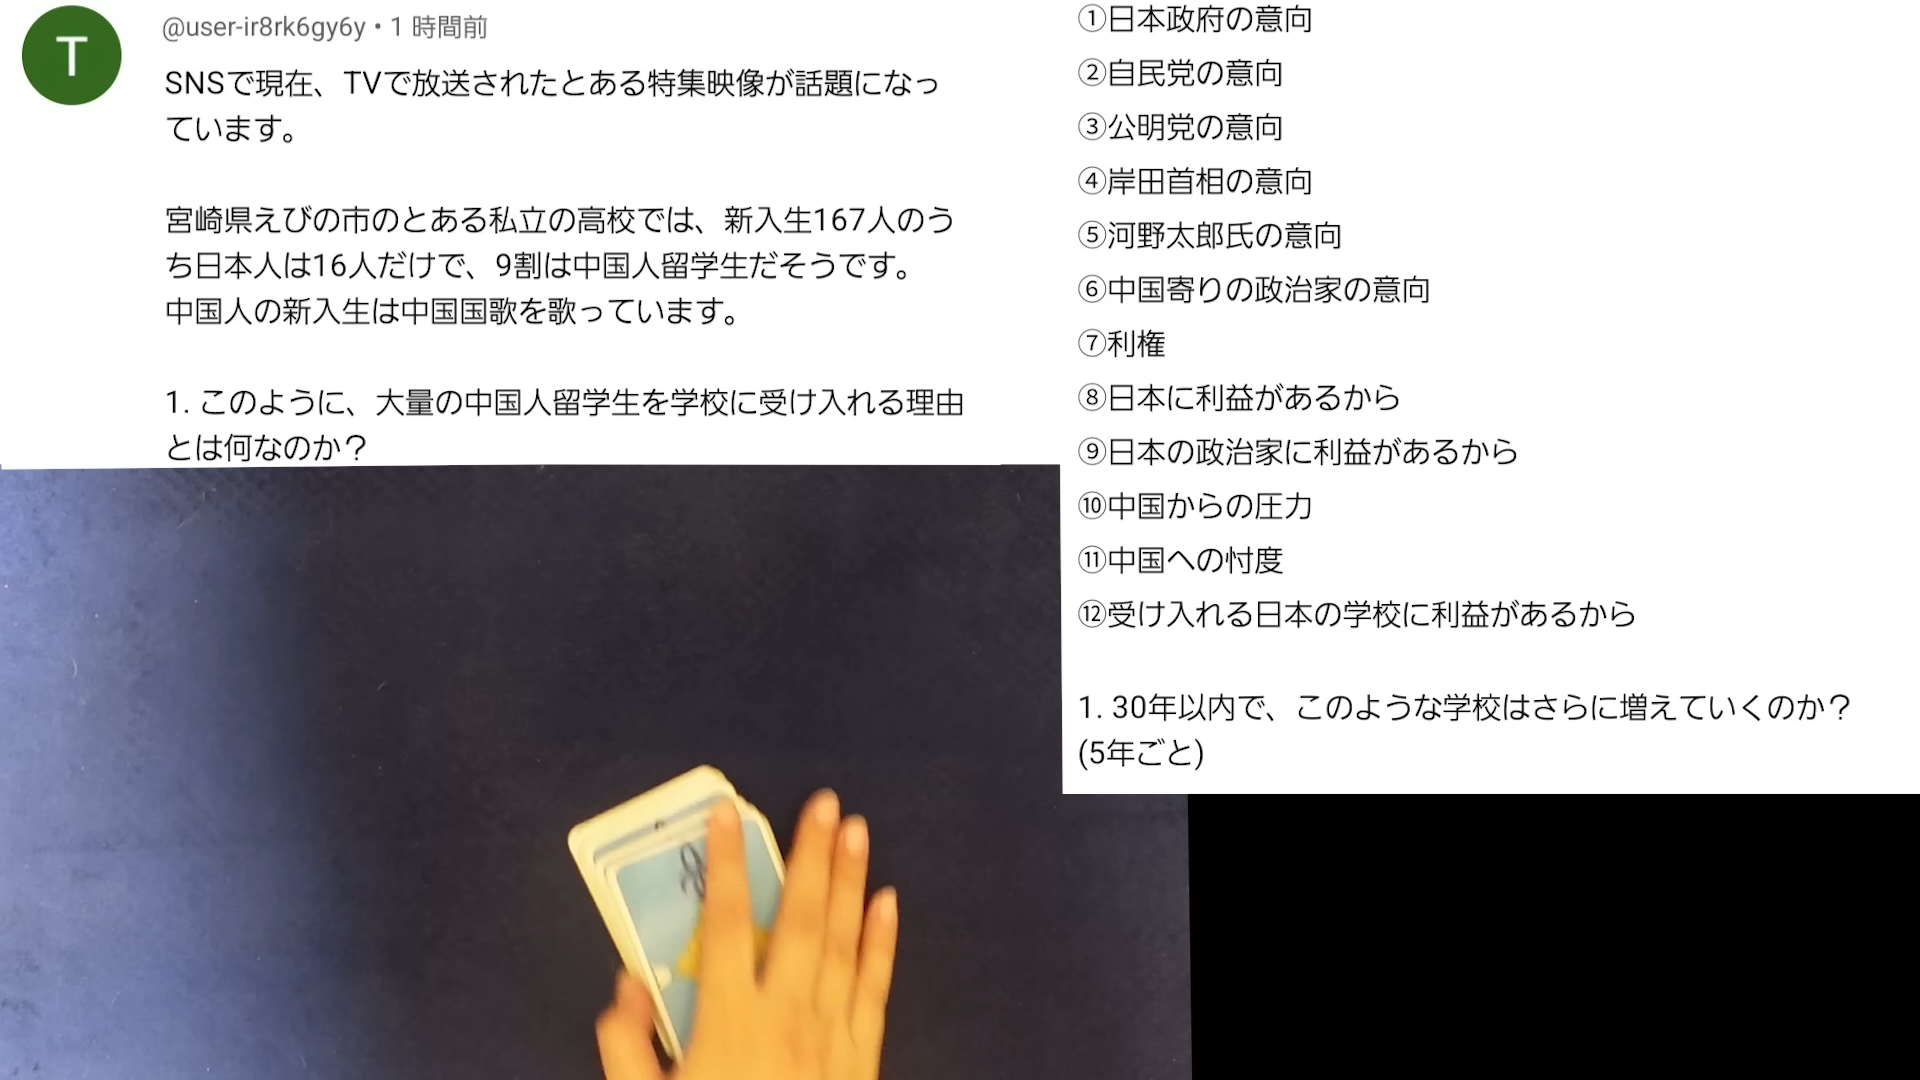 T
@user-ir8rk6gy6y • 1 時間前
SNSで現在、TVで放送されたとある特集映像が話題になっ
ています。
宮崎県えびの市のとある私立の高校では、新入生167人のう
ち日本人は16人だけで、9割は中国人留学生だそうです。
中国人の新入生は中国国歌を歌っています。
1. このように、大量の中国人留学生を学校に受け入れる理由
とは何なのか？
①日本政府の意向
②自民党の意向
③公明党の意向
④岸田首相の意向
⑤河野太郎氏の意向
⑥中国寄りの政治家の意向
⑦利権
⑧日本に利益があるから
⑨日本の政治家に利益があるから
⑩中国からの圧力
⑪中国への忖度
⑫受け入れる日本の学校に利益があるから
1. 30年以内で、このような学校はさらに増えていくのか？
(5年ごと)